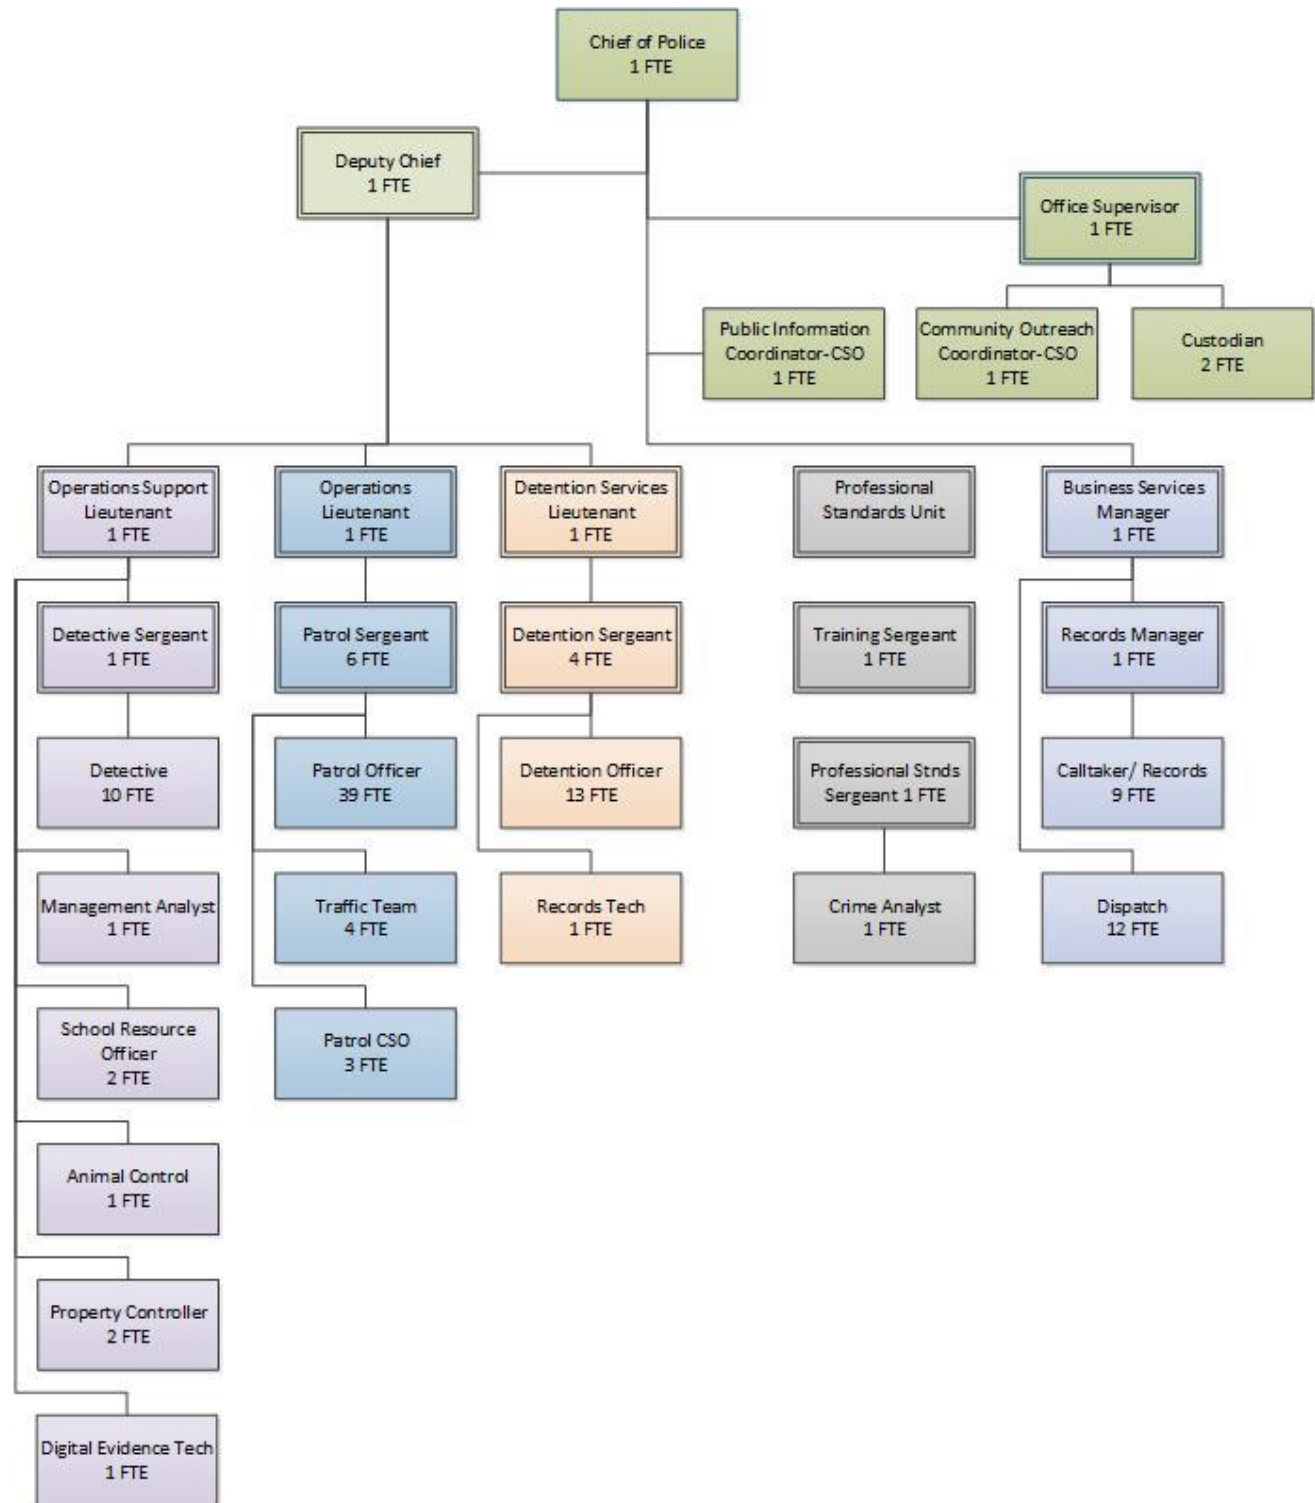 Chief of Police
1 FTE
Deputy Chief
1 FTE
Office Supervisor
1 FTE
Public Information
Coordinator-CSO
1 FTE
Community Outreach
Coordinator-CSO
1 FTE
Custodian
2 FTE
Operations Support
Lieutenant
1 FTE
Operations
Lieutenant
1 FTE
Detention Services
Lieutenant
1 FTE
Professional
Standards Unit
Business Services
Manager
1 FTE
Detective Sergeant
1 FTE
Patrol Sergeant
6 FTE
Detention Sergeant
4 FTE
Training Sergeant
1 FTE
Records Manager
1 FTE
Detective
10 FTE
Patrol Officer
39 FTE
Detention Officer
13 FTE
Professional Stnds
Sergeant 1 FTE
Calltaker/ Records
9 FTE
Management Analyst
1 FTE
Traffic Team
4 FTE
Records Tech
1 FTE
Crime Analyst
1 FTE
Dispatch
12 FTE
School Resource
Officer
2 FTE
Patrol CSO
3 FTE
Animal Control
1 FTE
Property Controller
2 FTE
Digital Evidence Tech
1 FTE